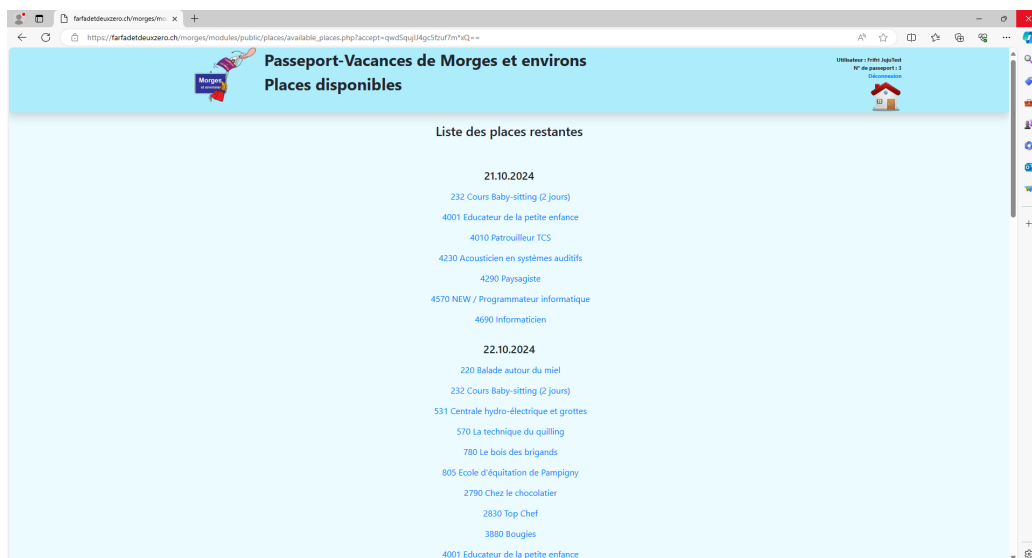 farfadetdeuxzero.ch/morges/mo
https://farfadetdeuxzero.ch/morges/modules/public/places/available_places.php?accept=
Morges
et environs
Passeport-Vacances de Morges et environs
Places disponibles
Utilisateur : Frifri JujuTest
N° de passeport : 3
Déconnexion
Liste des places restantes
21.10.2024
232 Cours Baby-sitting (2 jours)
4001 Educateur de la petite enfance
4010 Patrouilleur TCS
4230 Acousticien en systèmes auditifs
4290 Paysagiste
4570 NEW / Programmateur informatique
4690 Informaticien
22.10.2024
220 Balade autour du miel
232 Cours Baby-sitting (2 jours)
531 Centrale hydro-électrique et grottes
570 La technique du quilling
780 Le bois des brigands
805 Ecole d'équitation de Pampigny
2790 Chez le chocolatier
2830 Top Chef
3880 Bougies
4001 Educateur de la petite enfance